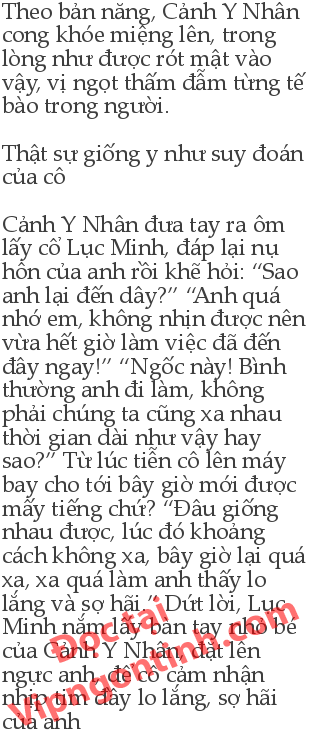 Theo bản năng, Cảnh Y Nhân
cong khóe miệng lên, trong
lòng như được rót mật vào
vậy, vị ngọt thấm đẫm từng tế
bào trong người.

Thật sự giống y như suy đoán
của cô

Cảnh Y Nhân đưa tay ra ôm
lấy cổ Lục Minh, đáp lại nụ
hôn của anh rồi khẽ hỏi: “Sao
anh lại đến dây?” “Anh quá
nhớ em, không nhịn được nên
vừa hết giờ làm việc đã đến
đây ngay!” “Ngốc này! Bình
thường anh đi làm, không
phải chúng ta cũng xa nhau
thời gian dài như vậy hay
sao?” Từ lúc tiễn cô lên máy
bay cho tới bây giờ mới được
mấy tiếng chứ? “Đâu giống
nhau được, lúc đó khoảng
cách không xa, bây giờ lại quá
xa, xa quá làm anh thấy lo
lắng và sợ hãi.” Dứt lời, Lục
Minh nắm lấy bàn tay nhỏ bé
của Cảnh Y Nhân, đặt lên
ngực anh, để cô cảm nhận
nhịp tim đầy lo lắng, sợ hãi
của anh
Đọc tại
Vipngontinh.com